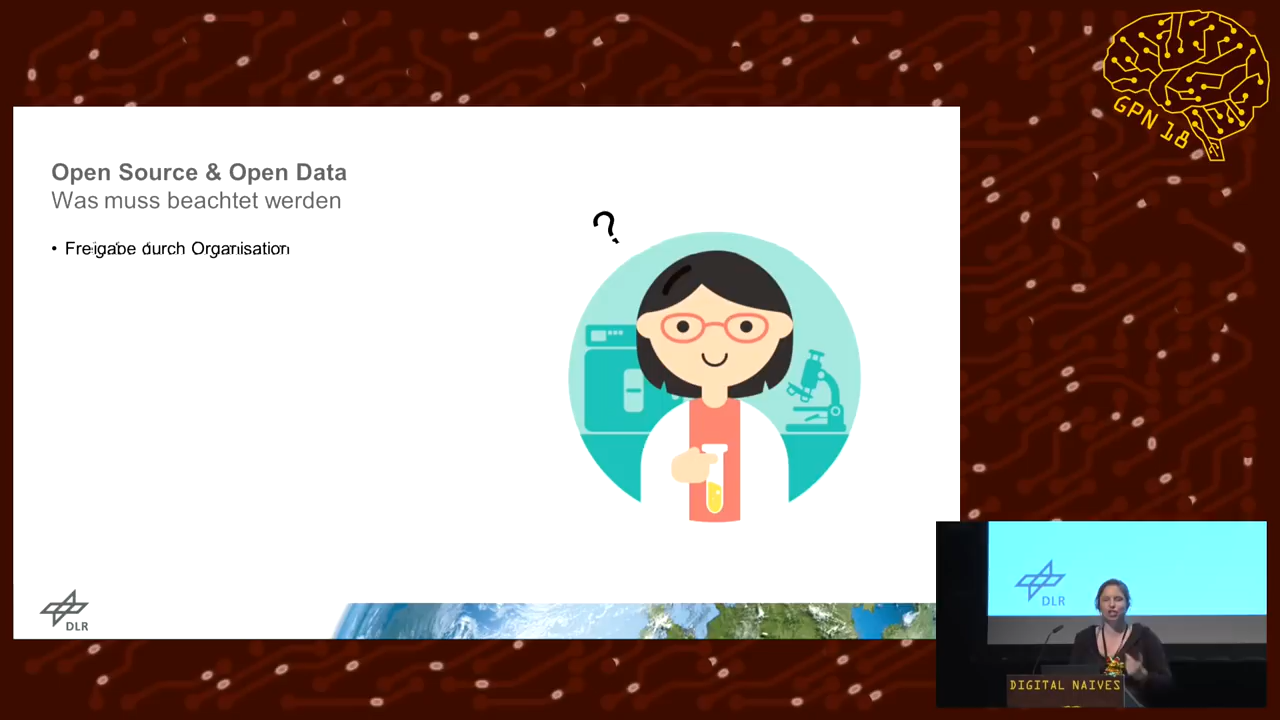 GPN 18
Open Source & Open Data
Was muss beachtet werden
• Freigabe durch Organisation
?
DLR
DLR
DIGITAL NAIVES